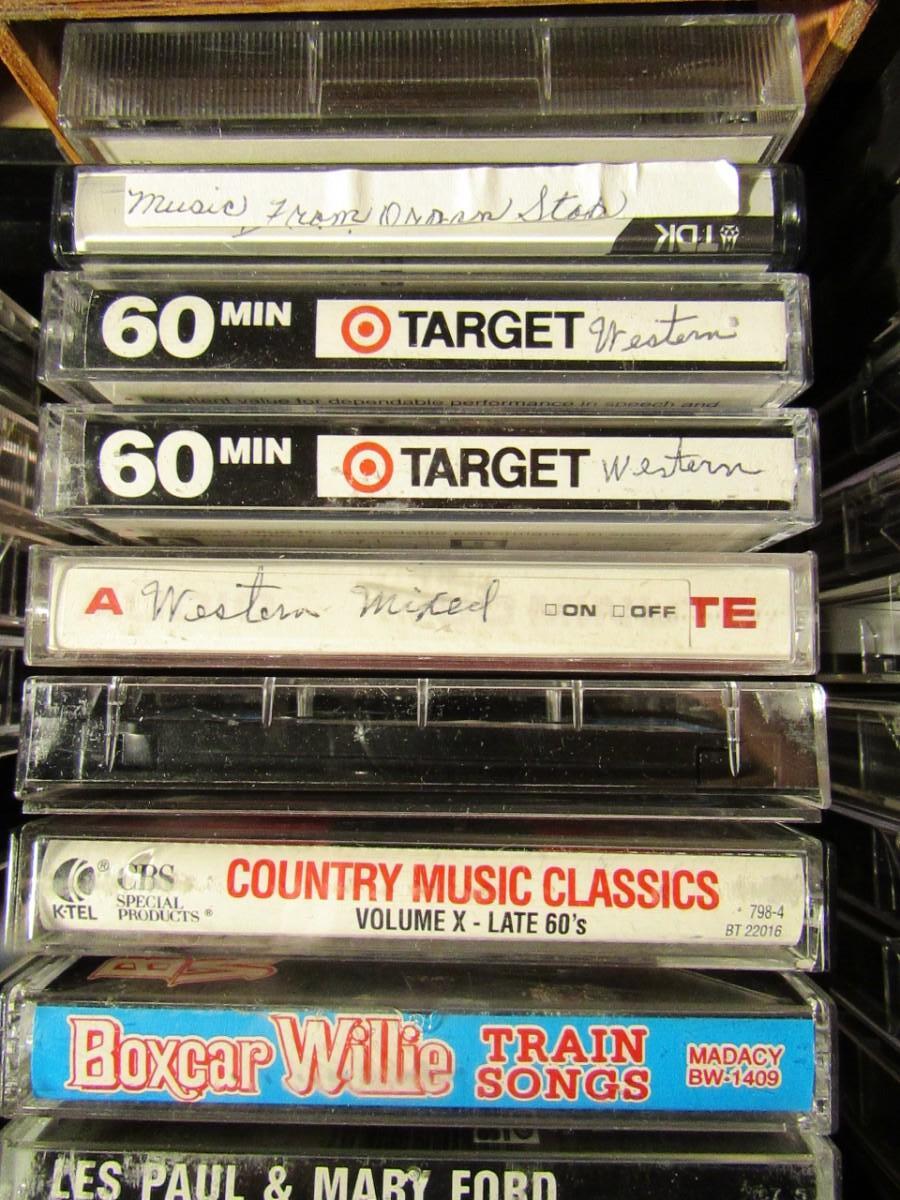 Music From
TDK
60 MIN TARGET Western
60 MIN TARGET Western
A Western Mixed □ON □OFF TE
K-TEL® CBS SPECIAL PRODUCTS®
COUNTRY MUSIC CLASSICS
VOLUME X - LATE 60's
798-4
BT 22016
Boxcar Willie TRAIN SONGS
MADACY
BW-1409
LES PAUL & MARY FORD